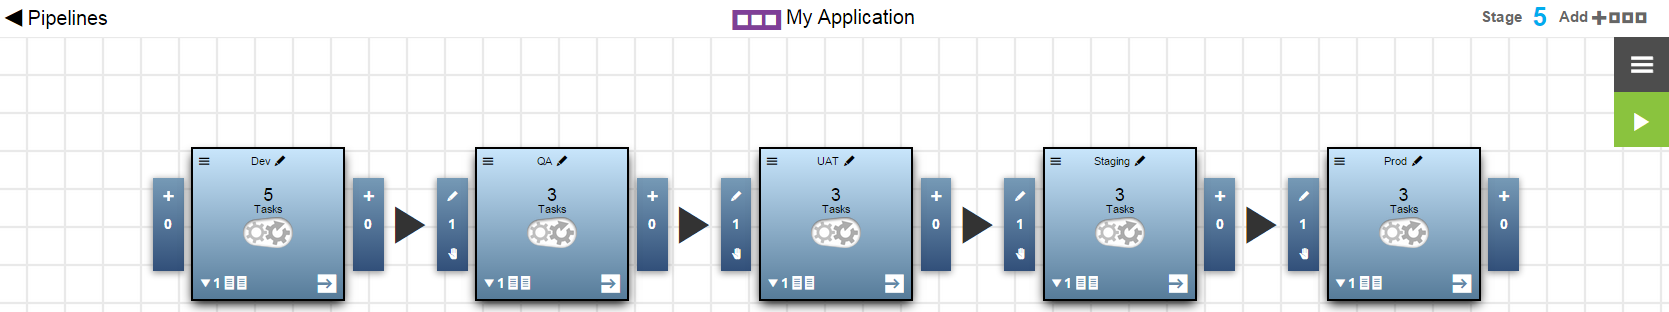 Pipelines
My Application
Stage 5 Add
Dev
5
Tasks
0
0
1
QA
3
Tasks
1
0
1
UAT
3
Tasks
1
0
1
Staging
3
Tasks
1
0
1
Prod
3
Tasks
1
0
1